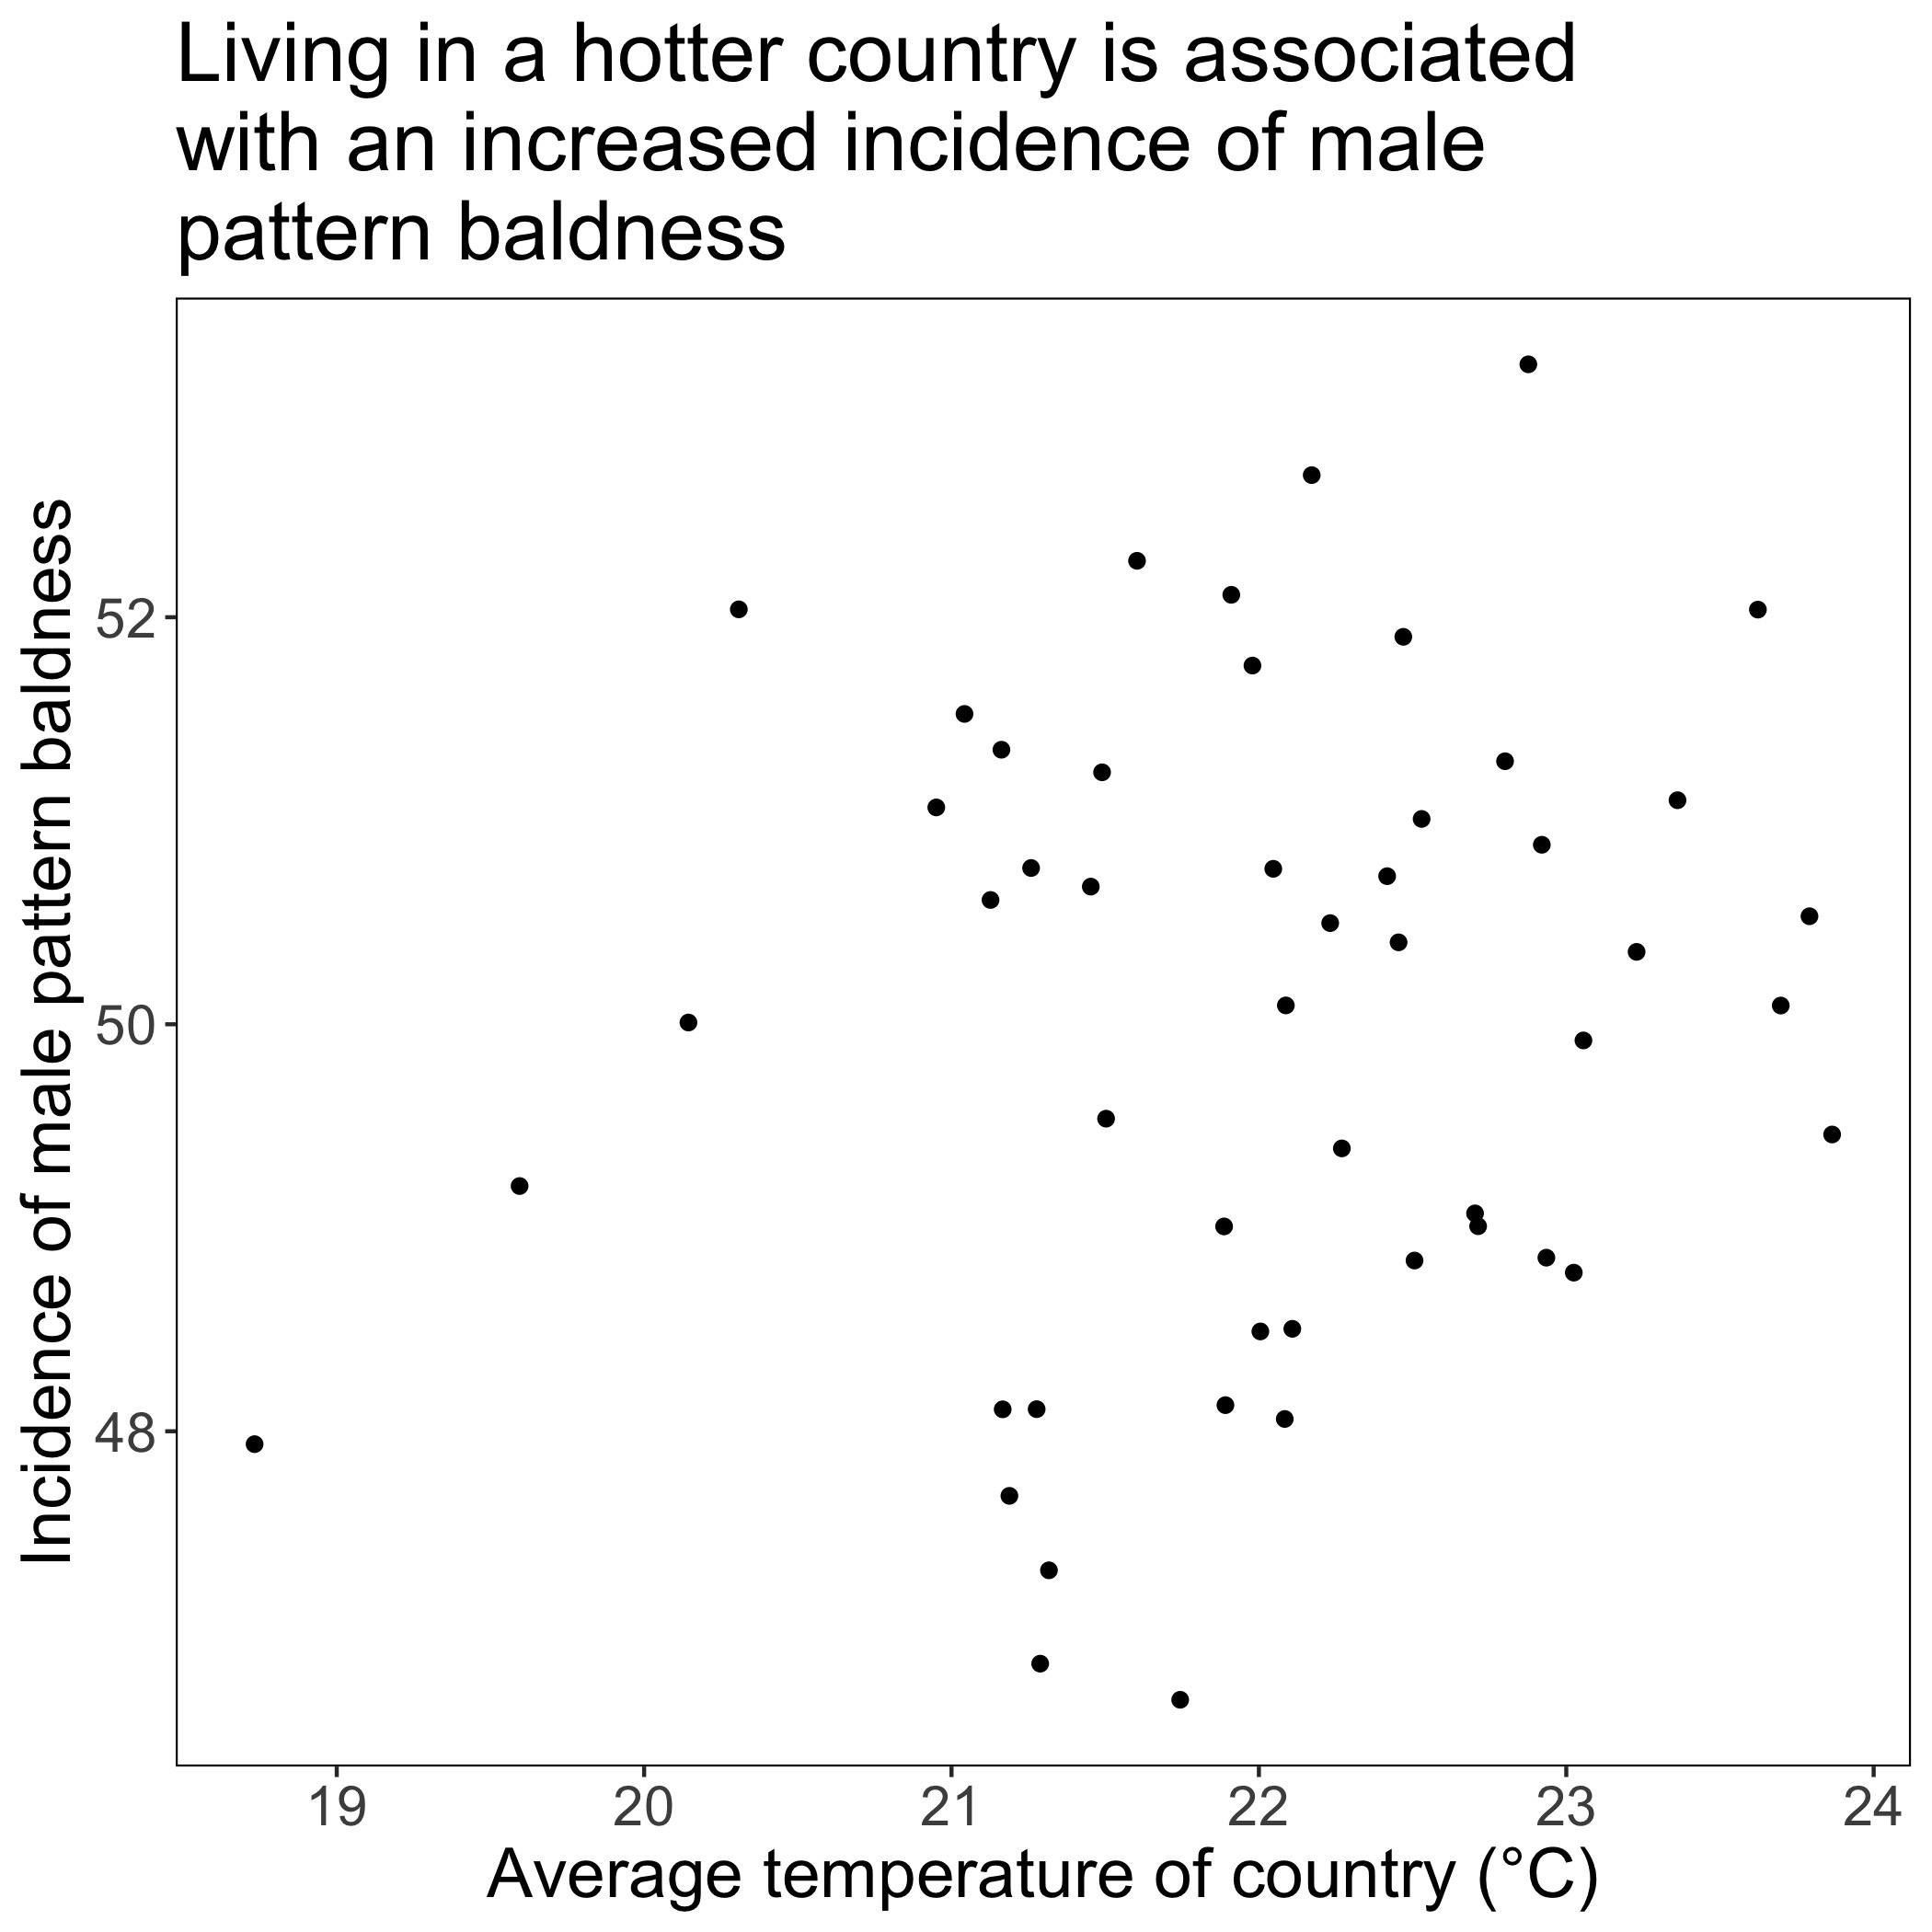 Living in a hotter country is associated
with an increased incidence of male
pattern baldness
Incidence of male pattern baldness
52
50
48
19 20 21 22 23 24
Average temperature of country (°C)